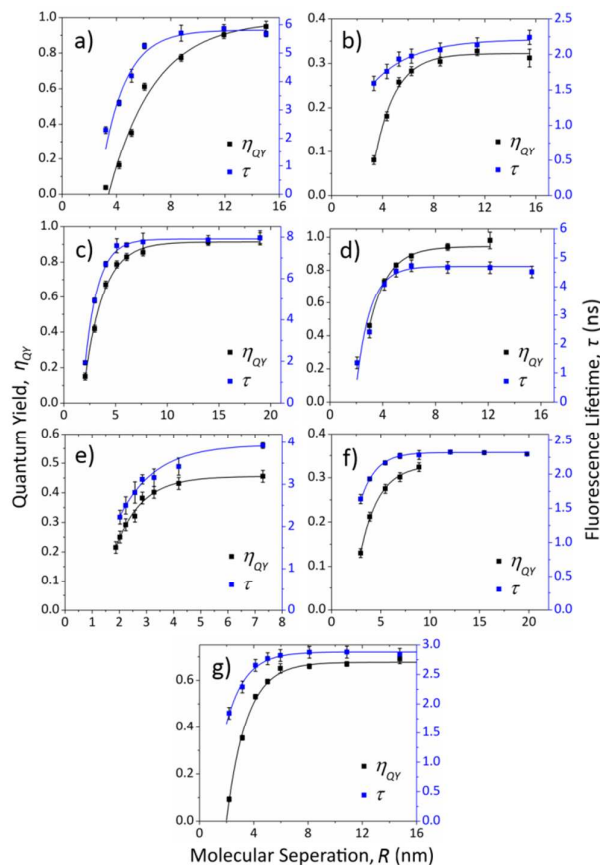 a)
1.0
0.8
0.6
0.4
0.2
0.0
6
5
4
3
2
1
0
η_QY
τ
0 4 8 12 16
b)
0.4
0.3
0.2
0.1
0.0
2.5
2.0
1.5
1.0
0.5
0.0
η_QY
τ
0 4 8 12 16
c)
1.0
0.8
0.6
0.4
0.2
0.0
8
6
4
2
0
η_QY
τ
0 5 10 15 20
d)
1.0
0.8
0.6
0.4
0.2
0.0
6
5
4
3
2
1
0
η_QY
τ
0 4 8 12 16
e)
0.6
0.5
0.4
0.3
0.2
0.1
0.0
4
3
2
1
0
η_QY
τ
0 1 2 3 4 5 6 7 8
f)
0.4
0.3
0.2
0.1
0.0
2.5
2.0
1.5
1.0
0.5
0.0
η_QY
τ
0 5 10 15 20
g)
0.6
0.4
0.2
0.0
3.0
2.5
2.0
1.5
1.0
0.5
0.0
η_QY
τ
0 4 8 12 16
Quantum Yield, η_QY
Fluorescence Lifetime, τ (ns)
Molecular Seperation, R (nm)